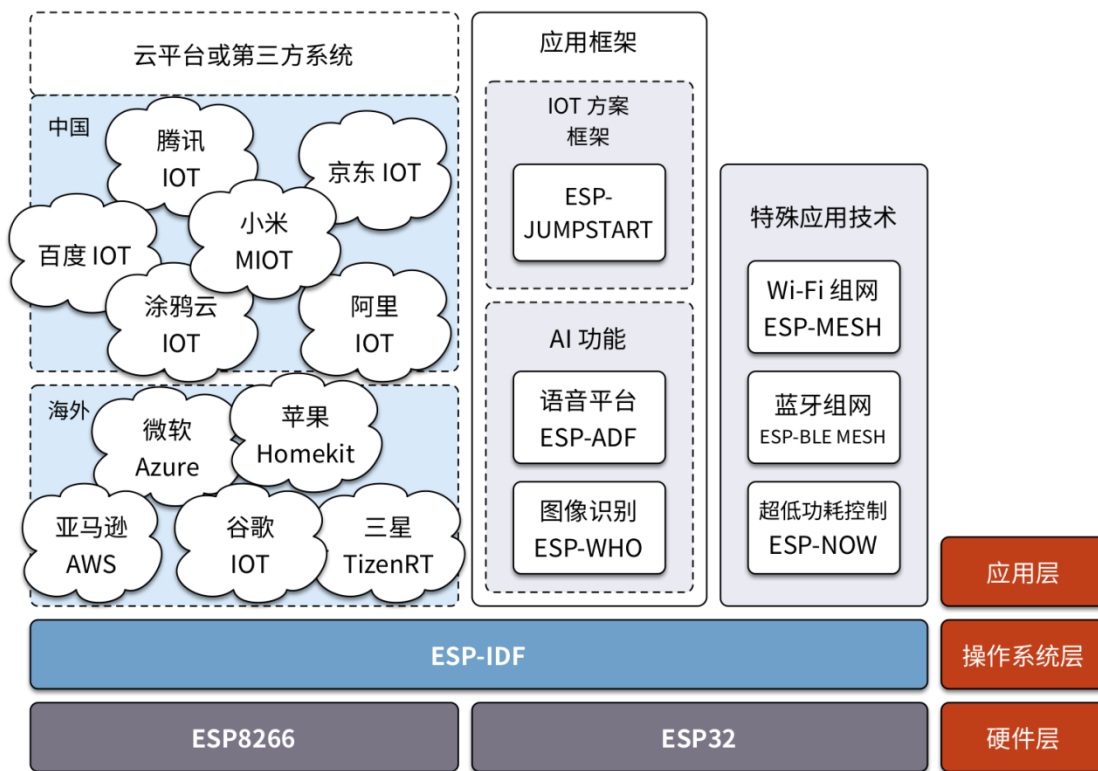 云平台或第三方系统
中国
腾讯
IOT
京东 IOT
百度 IOT
小米
MIOT
涂鸦云
IOT
阿里
IOT
海外
微软
Azure
苹果
Homekit
亚马逊
AWS
谷歌
IOT
三星
TizenRT
应用框架
IOT 方案
框架
ESP-
JUMPSTART
AI 功能
语音平台
ESP-ADF
图像识别
ESP-WHO
特殊应用技术
Wi-Fi 组网
ESP-MESH
蓝牙组网
ESP-BLE MESH
超低功耗控制
ESP-NOW
应用层
ESP-IDF
操作系统层
ESP8266
ESP32
硬件层